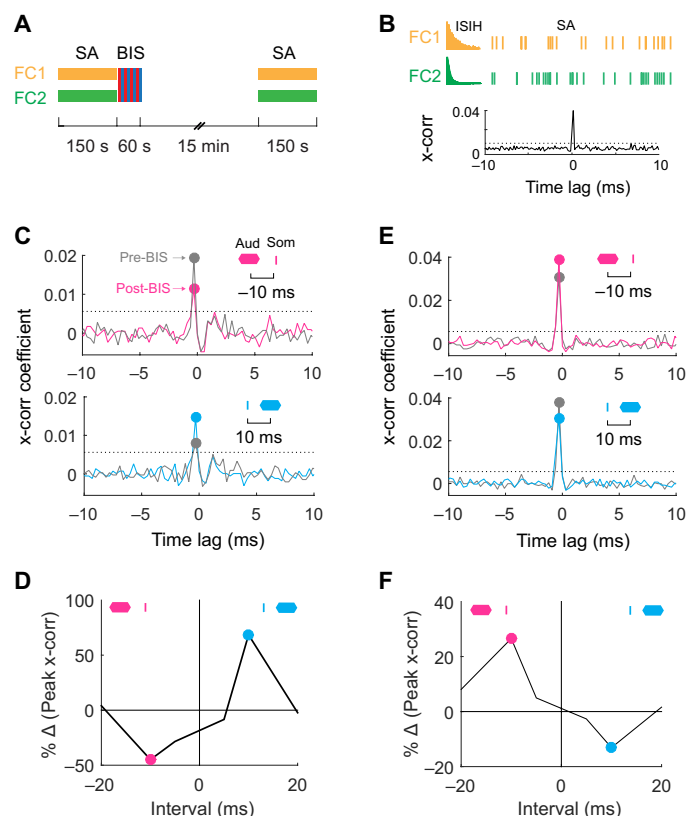 A
SA BIS SA
FC1
FC2
150 s 60 s 15 min 150 s
B
ISIH SA
FC1
FC2
0.04
0
x-corr
−10 0 10
Time lag (ms)
C
x-corr coefficient
0.02
0.01
0
Pre-BIS
Post-BIS
Aud Som
−10 ms
−10 −5 0 5 10
0.02
0.01
0
10 ms
−10 −5 0 5 10
Time lag (ms)
E
x-corr coefficient
0.04
0.02
0
−10 ms
−10 −5 0 5 10
0.04
0.02
0
10 ms
−10 −5 0 5 10
Time lag (ms)
D
% Δ (Peak x-corr)
100
50
0
−50
−20 0 20
Interval (ms)
F
% Δ (Peak x-corr)
40
20
0
−20
−20 0 20
Interval (ms)